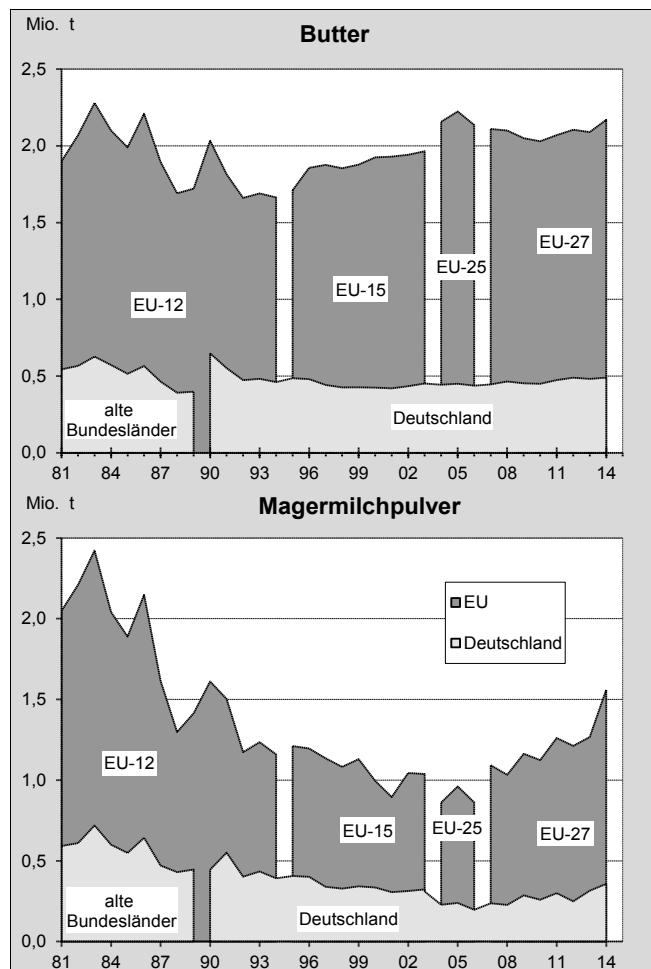 Mio. t
Butter
2,5
2,0
1,5
1,0
0,5
0,0
EU-12
EU-15
EU-25
EU-27
alte
Bundesländer
Deutschland
81 84 87 90 93 96 99 02 05 08 11 14
Mio. t
Magermilchpulver
2,5
2,0
1,5
1,0
0,5
0,0
EU
Deutschland
EU-12
EU-15
EU-25
EU-27
alte
Bundesländer
Deutschland
81 84 87 90 93 96 99 02 05 08 11 14